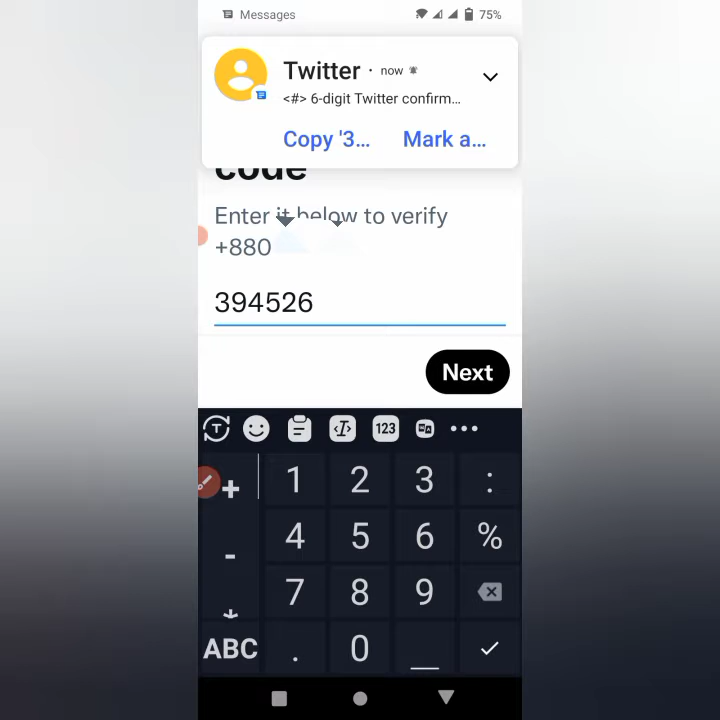 Messages 75%
Twitter · now
<#> 6-digit Twitter confirm...
Copy '3... Mark a...
code
Enter it below to verify
+880
394526
Next
123
+ 1 2 3 :
- 4 5 6 %
* 7 8 9
ABC . 0